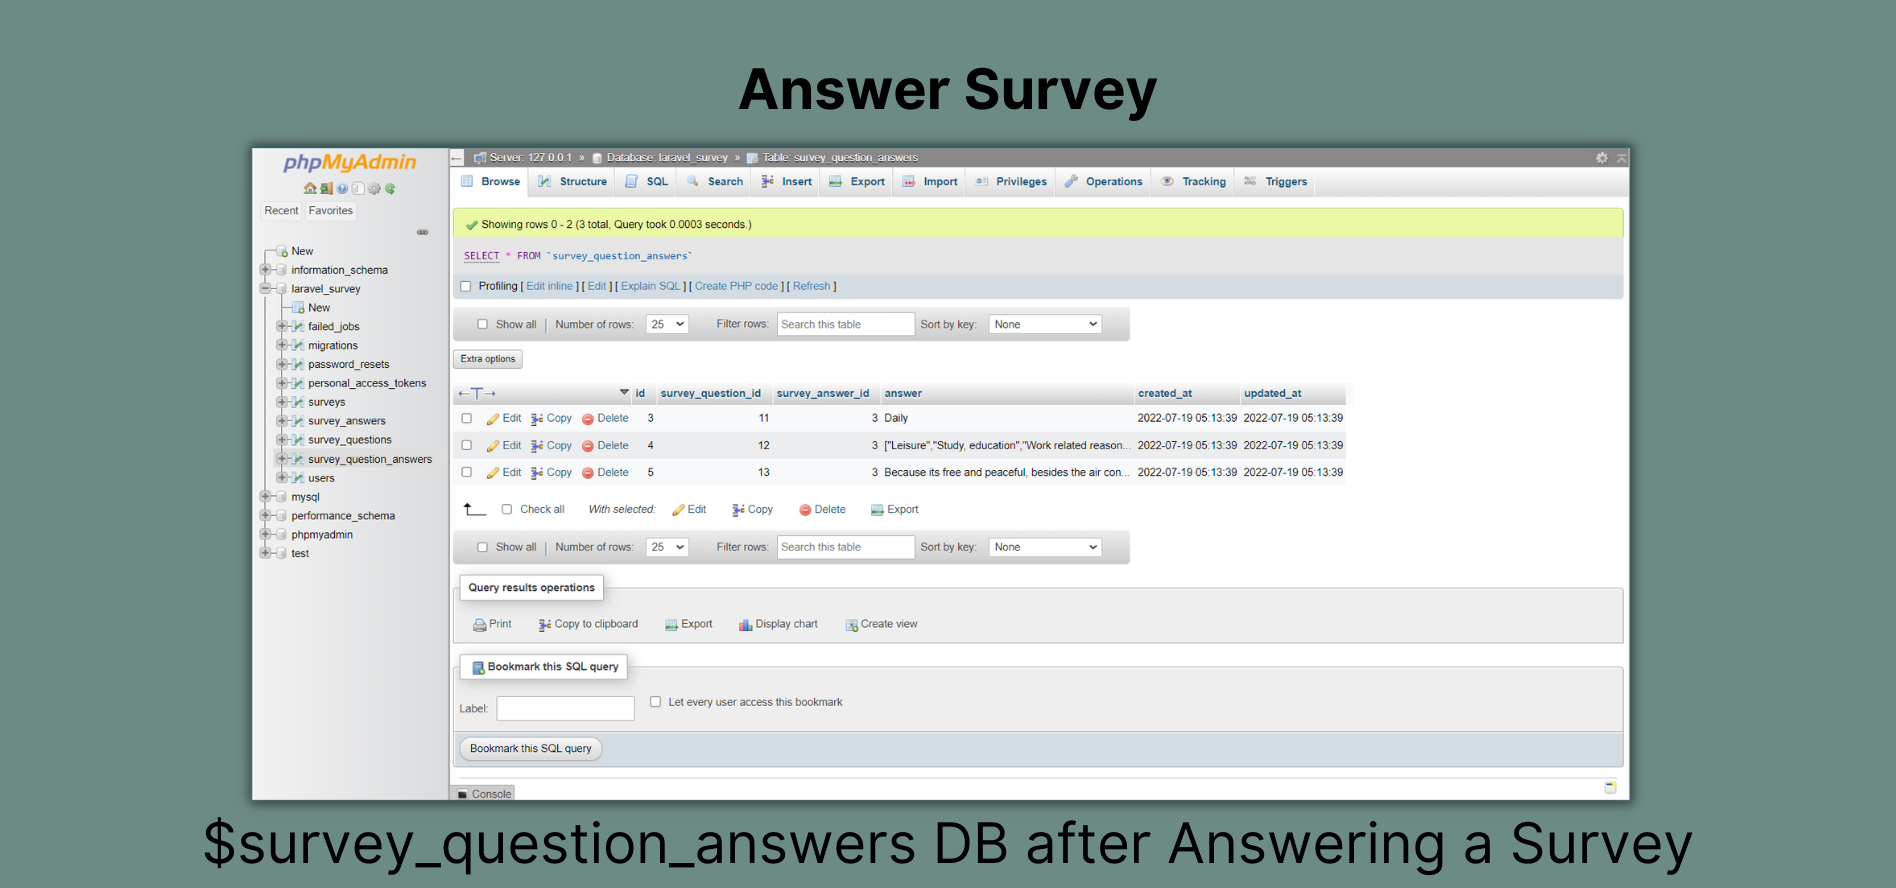 Answer Survey
phpMyAdmin
Recent Favorites
New
information_schema
laravel_survey
New
failed_jobs
migrations
password_resets
personal_access_tokens
surveys
survey_answers
survey_questions
survey_question_answers
users
mysql
performance_schema
phpmyadmin
test
Server: 127.0.0.1 » Database: laravel_survey » Table: survey_question_answers
Browse Structure SQL Search Insert Export Import Privileges Operations Tracking Triggers
Showing rows 0 - 2 (3 total, Query took 0.0003 seconds.)
SELECT * FROM `survey_question_answers`
Profiling [ Edit inline ] [ Edit ] [ Explain SQL ] [ Create PHP code ] [ Refresh ]
Show all | Number of rows: 25 Filter rows: Search this table Sort by key: None
Extra options
id survey_question_id survey_answer_id answer created_at updated_at
Edit Copy Delete 3 11 3 Daily 2022-07-19 05:13:39 2022-07-19 05:13:39
Edit Copy Delete 4 12 3 ["Leisure","Study, education","Work related reason... 2022-07-19 05:13:39 2022-07-19 05:13:39
Edit Copy Delete 5 13 3 Because its free and peaceful, besides the air con... 2022-07-19 05:13:39 2022-07-19 05:13:39
Check all With selected: Edit Copy Delete Export
Show all | Number of rows: 25 Filter rows: Search this table Sort by key: None
Query results operations
Print Copy to clipboard Export Display chart Create view
Bookmark this SQL query
Label: Let every user access this bookmark
Bookmark this SQL query
Console
$survey_question_answers DB after Answering a Survey